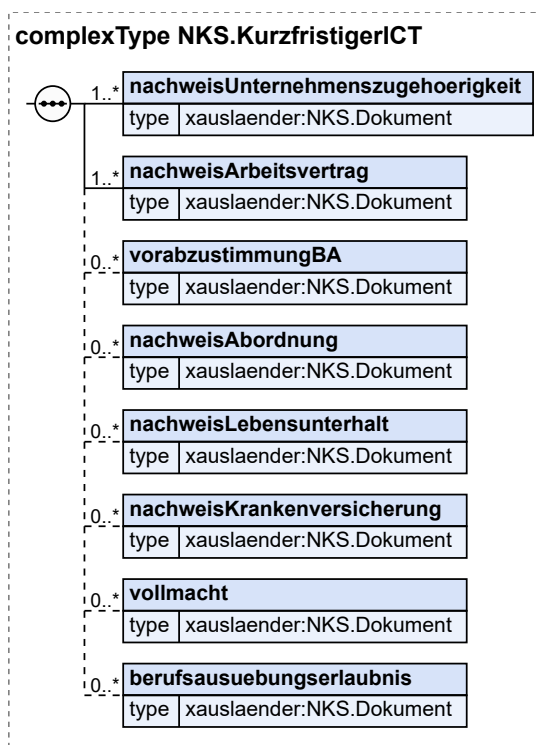 complexType NKS.KurzfristigerICT
1..* nachweisUnternehmenszugehoerigkeit
type xauslaender:NKS.Dokument
1..* nachweisArbeitsvertrag
type xauslaender:NKS.Dokument
0..* vorabzustimmungBA
type xauslaender:NKS.Dokument
0..* nachweisAbordnung
type xauslaender:NKS.Dokument
0..* nachweisLebensunterhalt
type xauslaender:NKS.Dokument
0..* nachweisKrankenversicherung
type xauslaender:NKS.Dokument
0..* vollmacht
type xauslaender:NKS.Dokument
0..* berufsausuebungserlaubnis
type xauslaender:NKS.Dokument